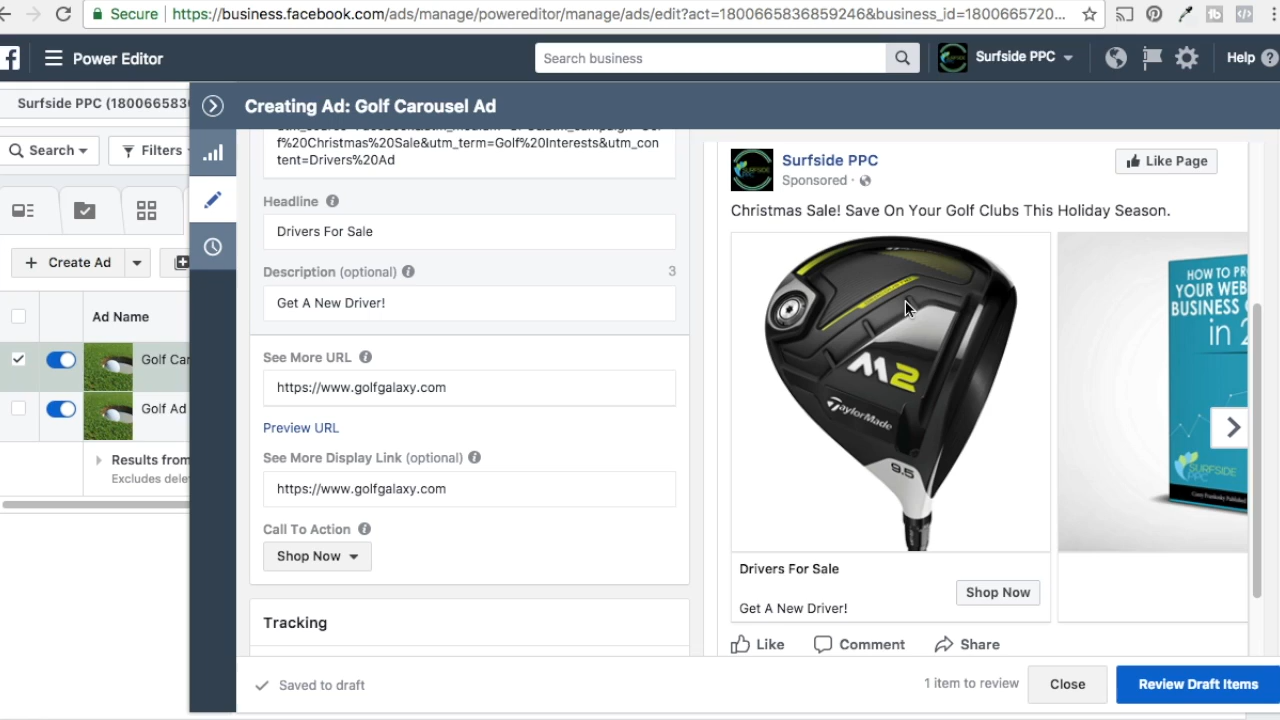 Secure
https://business.facebook.com/ads/manage/powereditor/manage/ads/edit?act=1800665836859246&business_id=1800665720...
Power Editor
Search business
Surfside PPC
Help
Surfside PPC (1800665836
Creating Ad: Golf Carousel Ad
Search
Filters
f%20Christmas%20Sale&utm_term=Golf%20Interests&utm_con
tent=Drivers%20Ad
Headline
Drivers For Sale
Description (optional)
3
Get A New Driver!
See More URL
https://www.golfgalaxy.com
Preview URL
See More Display Link (optional)
https://www.golfgalaxy.com
Call To Action
Shop Now
Tracking
Create Ad
Ad Name
Golf Car
Golf Ad
Results from
Excludes dele
Surfside PPC
Sponsored ·
Like Page
Christmas Sale! Save On Your Golf Clubs This Holiday Season.
M2
TaylorMade
9.5
HOW TO PR
YOUR WEB
BUSINESS
in 2
SURFSIDE
PPC
Drivers For Sale
Get A New Driver!
Shop Now
Like
Comment
Share
Saved to draft
1 item to review
Close
Review Draft Items